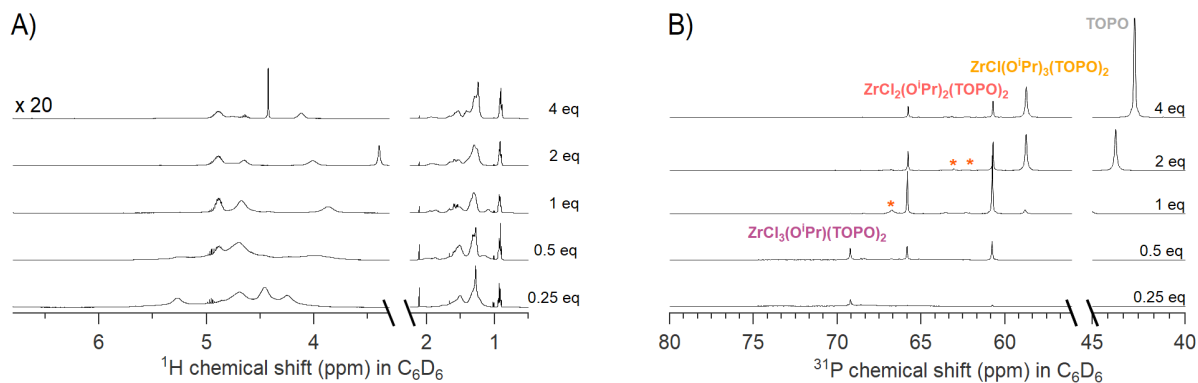 A)
x 20
4 eq
2 eq
1 eq
0.5 eq
0.25 eq
6 5 4 2 1
¹H chemical shift (ppm) in C₆D₆
B)
TOPO
ZrCl(OⁱPr)₃(TOPO)₂
ZrCl₂(OⁱPr)₂(TOPO)₂
4 eq
* *
2 eq
*
1 eq
ZrCl₃(OⁱPr)(TOPO)₂
0.5 eq
0.25 eq
80 75 70 65 60 45 40
³¹P chemical shift (ppm) in C₆D₆